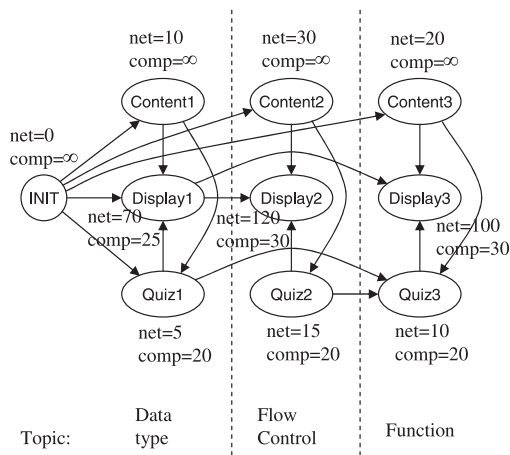 net=10
comp=∞
net=30
comp=∞
net=20
comp=∞
Content1
Content2
Content3
net=0
comp=∞
INIT
Display1
Display2
Display3
net=70
comp=25
net=120
comp=30
net=100
comp=30
Quiz1
Quiz2
Quiz3
net=5
comp=20
net=15
comp=20
net=10
comp=20
Topic:
Data
type
Flow
Control
Function